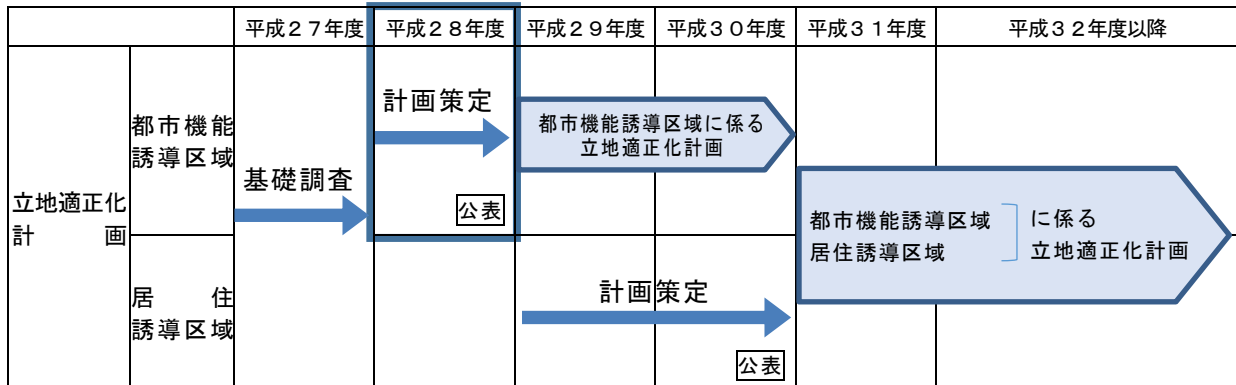 平成２７年度 平成２８年度 平成２９年度 平成３０年度 平成３１年度 平成３２年度以降
立地適正化
計画
都市機能
誘導区域
基礎調査
計画策定
公表
都市機能誘導区域に係る
立地適正化計画
居住
誘導区域
計画策定
公表
都市機能誘導区域
居住誘導区域
に係る
立地適正化計画